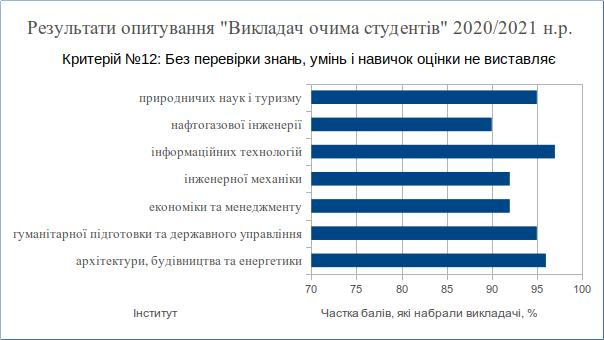 Результати опитування "Викладач очима студентів" 2020/2021 н.р.
Критерій №12: Без перевірки знань, умінь і навичок оцінки не виставляє
природничих наук і туризму
нафтогазової інженерії
інформаційних технологій
інженерної механіки
економіки та менеджменту
гуманітарної підготовки та державного управління
архітектури, будівництва та енергетики
70 75 80 85 90 95 100
Інститут Частка балів, які набрали викладачі, %